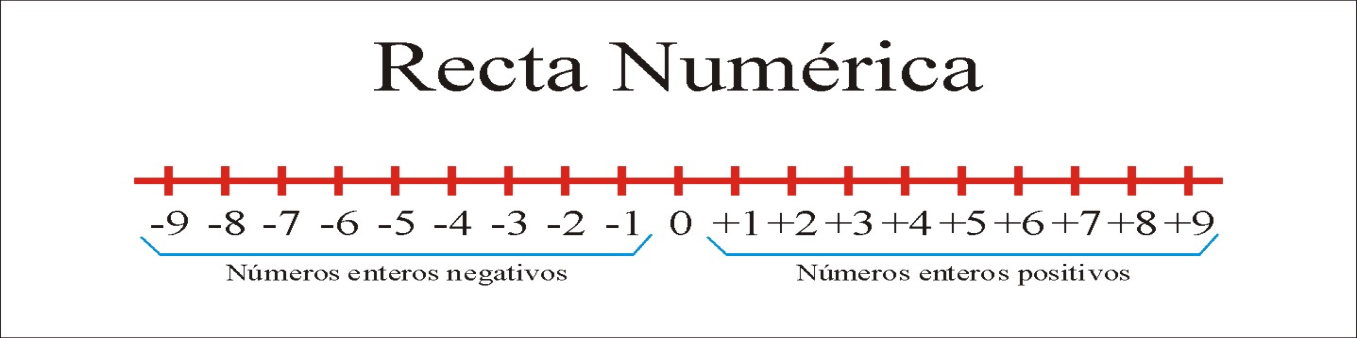 Recta Numérica
-9 -8 -7 -6 -5 -4 -3 -2 -1 0 +1 +2 +3 +4 +5 +6 +7 +8 +9
Números enteros negativos Números enteros positivos